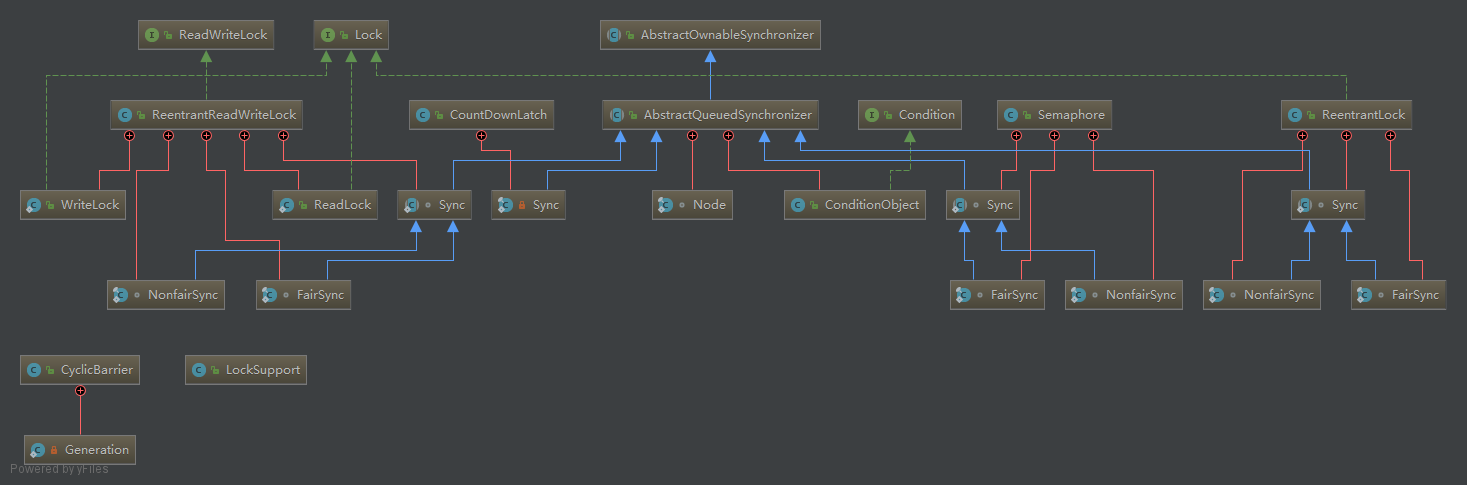 ReadWriteLock
Lock
AbstractOwnableSynchronizer
ReentrantReadWriteLock
CountDownLatch
AbstractQueuedSynchronizer
Condition
Semaphore
ReentrantLock
WriteLock
ReadLock
Sync
Sync
Node
ConditionObject
Sync
Sync
NonfairSync
FairSync
FairSync
NonfairSync
NonfairSync
FairSync
CyclicBarrier
LockSupport
Generation
Powered by yFiles